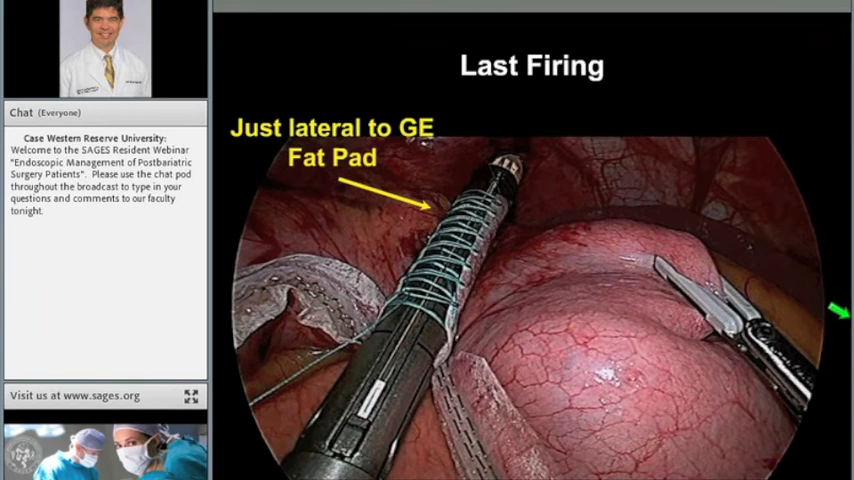 Chat (Everyone)
Case Western Reserve University:
Welcome to the SAGES Resident Webinar
"Endoscopic Management of Postbariatric
Surgery Patients". Please use the chat pod
throughout the broadcast to type in your
questions and comments to our faculty
tonight.
Visit us at www.sages.org
Last Firing
Just lateral to GE
Fat Pad